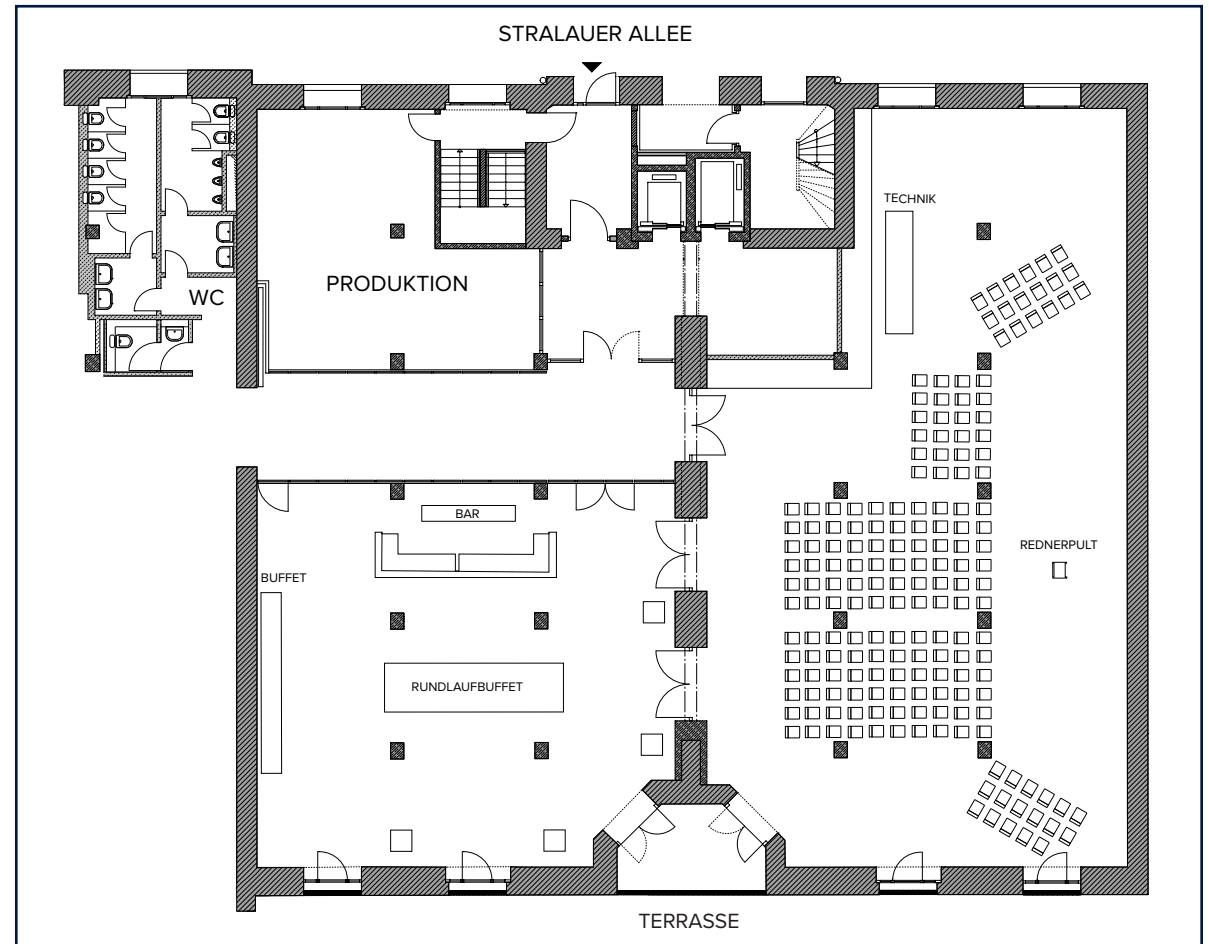 STRALAUER ALLEE
TECHNIK
PRODUKTION
WC
BAR
REDNERPULT
BUFFET
RUNDLAUFBUFFET
TERRASSE